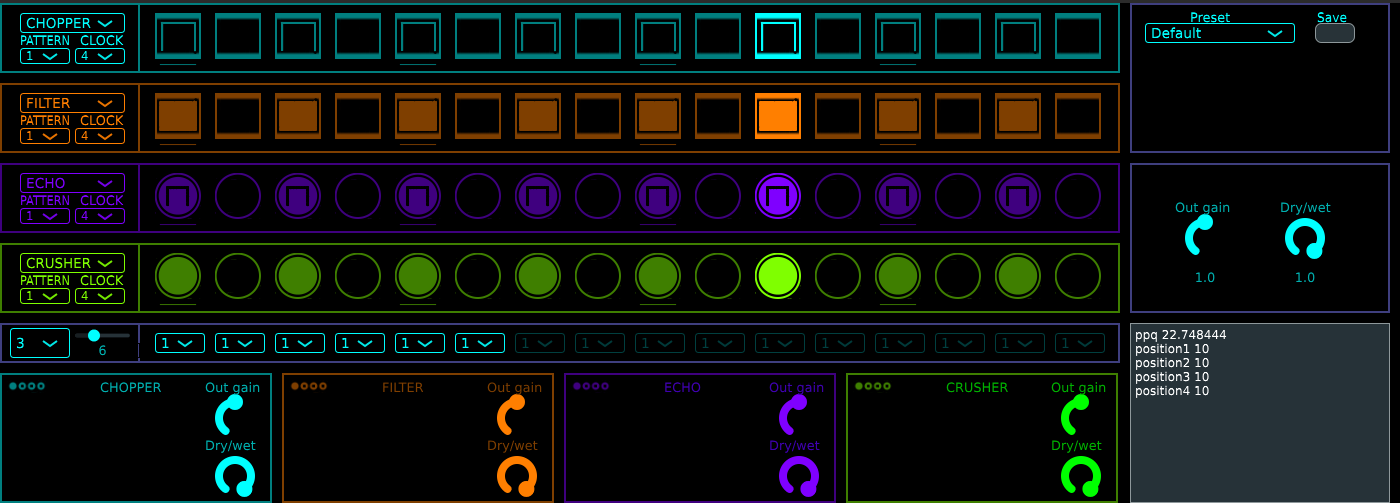 CHOPPER
PATTERN CLOCK
1 4
Preset Save
Default
FILTER
PATTERN CLOCK
1 4
ECHO
PATTERN CLOCK
1 4
Out gain Dry/wet
1.0 1.0
CRUSHER
PATTERN CLOCK
1 4
3 6 1 1 1 1 1 1 1 1 1 1 1 1 1 1 1 1
ppq 22.748444
position1 10
position2 10
position3 10
position4 10
CHOPPER Out gain
Dry/wet
FILTER Out gain
Dry/wet
ECHO Out gain
Dry/wet
CRUSHER Out gain
Dry/wet